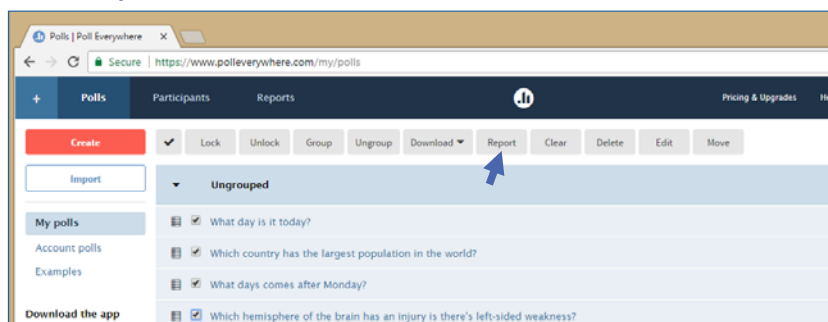 Polls | Poll Everywhere
Secure | https://www.polleverywhere.com/my/polls
+ Polls Participants Reports Pricing & Upgrades
Create Lock Unlock Group Ungroup Download Report Clear Delete Edit Move
Import
Ungrouped
My polls
What day is it today?
Account polls
Which country has the largest population in the world?
Examples
What days comes after Monday?
Download the app
Which hemisphere of the brain has an injury is there's left-sided weakness?